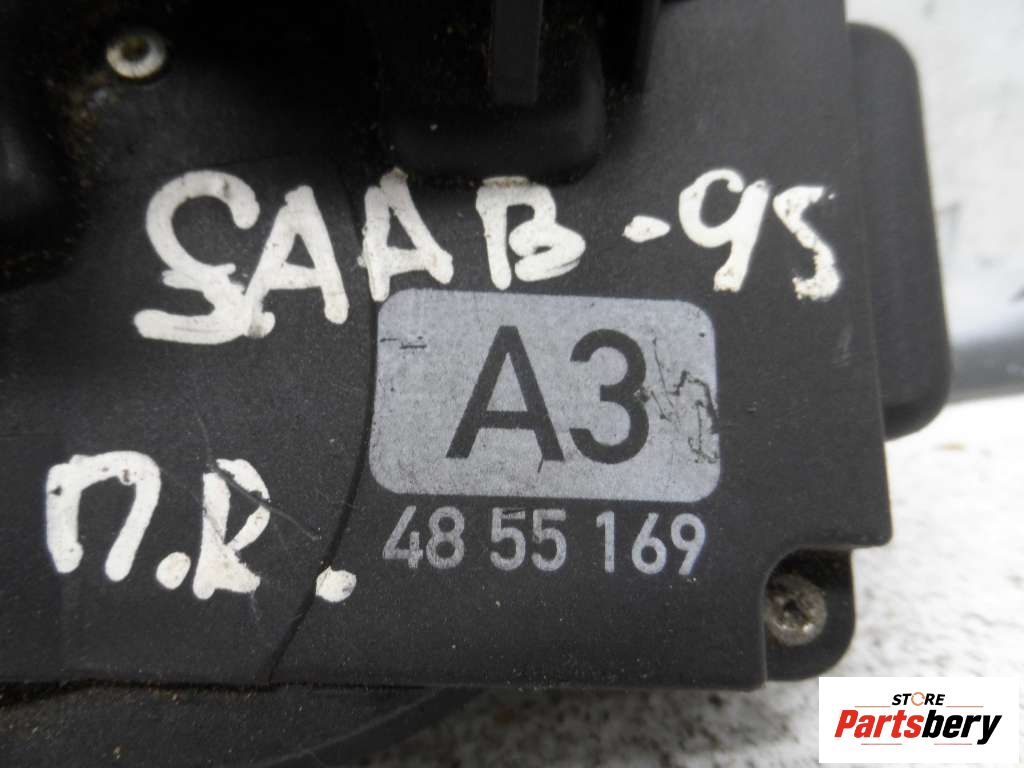 SAAB-95
A3
П.R.
48 55 169
STORE
Partsbery